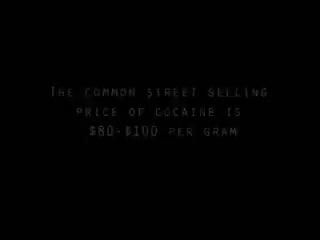 The common street selling
price of cocaine is
$80-$100 per gram